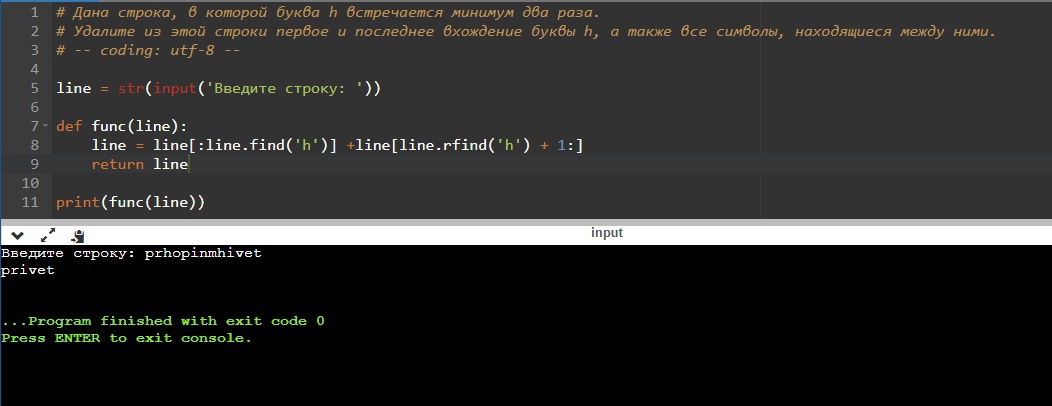 1 # Дана строка, в которой буква h встречается минимум два раза.
2 # Удалите из этой строки первое и последнее вхождение буквы h, а также все символы, находящиеся между ними.
3 # -- coding: utf-8 --
4
5 line = str(input('Введите строку: '))
6
7 def func(line):
8     line = line[:line.find('h')] +line[line.rfind('h') + 1:]
9     return line
10
11 print(func(line))
input
Введите строку: prhopinmhivet
privet
...Program finished with exit code 0
Press ENTER to exit console.